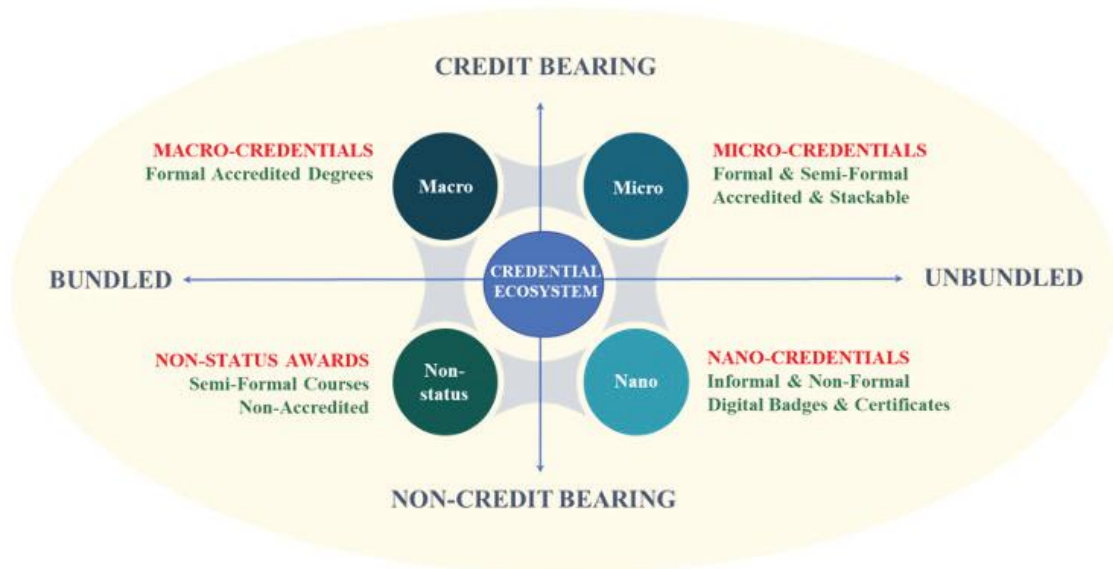 CREDIT BEARING
MACRO-CREDENTIALS
Formal Accredited Degrees
Macro
Micro
MICRO-CREDENTIALS
Formal & Semi-Formal
Accredited & Stackable
BUNDLED
CREDENTIAL
ECOSYSTEM
UNBUNDLED
NON-STATUS AWARDS
Semi-Formal Courses
Non-Accredited
Non-
status
Nano
NANO-CREDENTIALS
Informal & Non-Formal
Digital Badges & Certificates
NON-CREDIT BEARING